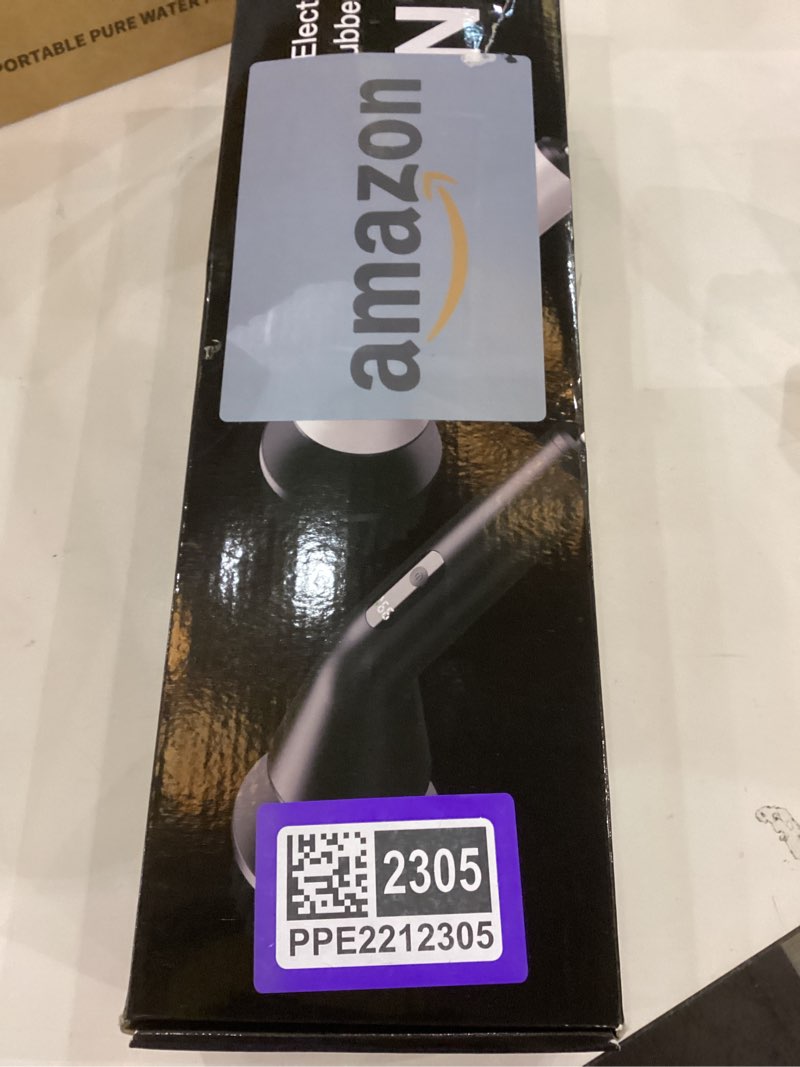 PORTABLE PURE WATER
Elect
ubbe
N
amazon
2305
PPE2212305